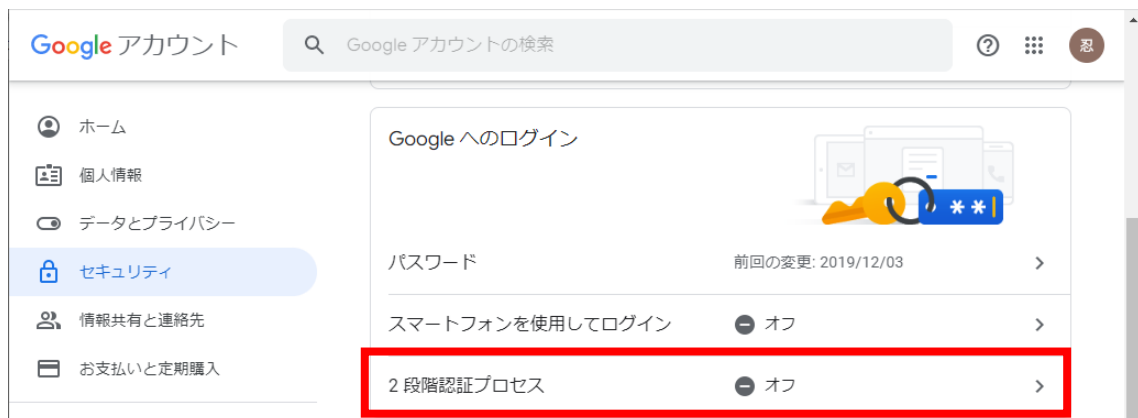 Google アカウント
Google アカウントの検索
忍
ホーム
個人情報
データとプライバシー
セキュリティ
情報共有と連絡先
お支払いと定期購入
Google へのログイン
**
パスワード 前回の変更: 2019/12/03
スマートフォンを使用してログイン オフ
2 段階認証プロセス オフ